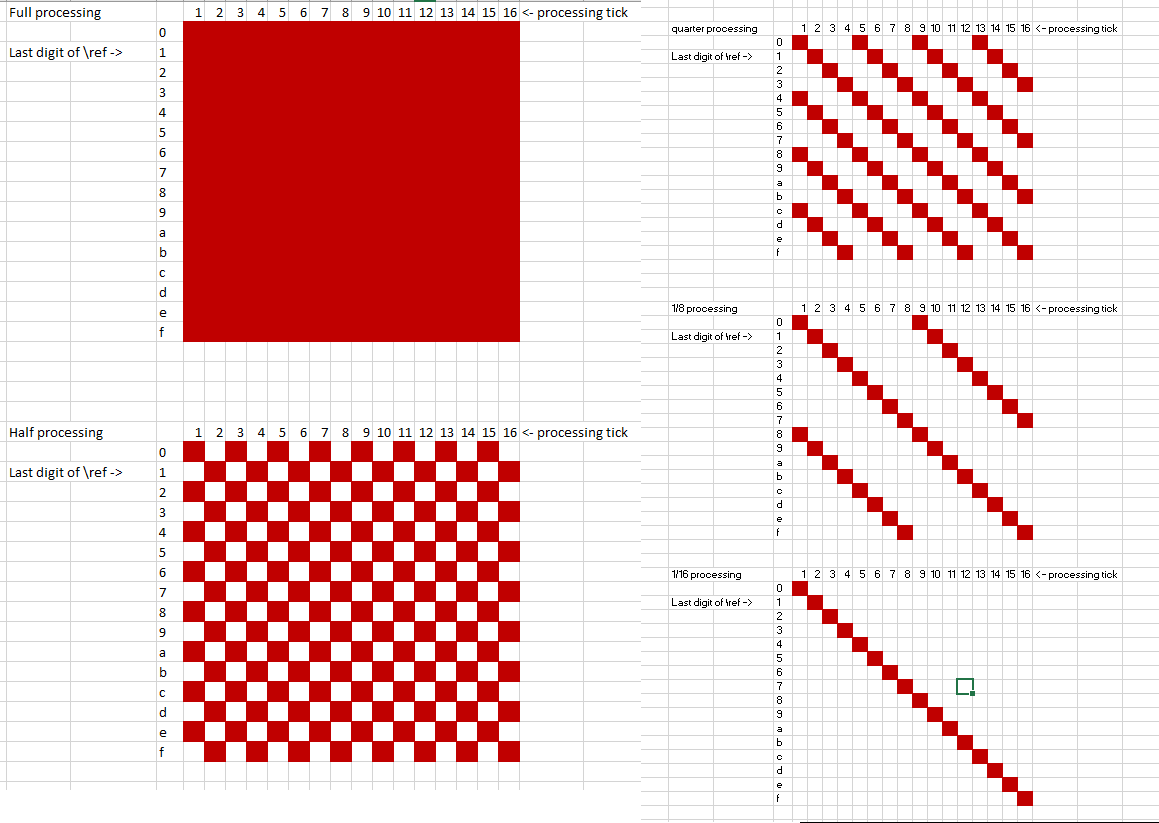 Full processing 1 2 3 4 5 6 7 8 9 10 11 12 13 14 15 16 <- processing tick
0
Last digit of \ref -> 1
2
3
4
5
6
7
8
9
a
b
c
d
e
f
Half processing 1 2 3 4 5 6 7 8 9 10 11 12 13 14 15 16 <- processing tick
0
Last digit of \ref -> 1
2
3
4
5
6
7
8
9
a
b
c
d
e
f
quarter processing 1 2 3 4 5 6 7 8 9 10 11 12 13 14 15 16 <- processing tick
0
Last digit of \ref -> 1
2
3
4
5
6
7
8
9
a
b
c
d
e
f
1/8 processing 1 2 3 4 5 6 7 8 9 10 11 12 13 14 15 16 <- processing tick
0
Last digit of \ref -> 1
2
3
4
5
6
7
8
9
a
b
c
d
e
f
1/16 processing 1 2 3 4 5 6 7 8 9 10 11 12 13 14 15 16 <- processing tick
0
Last digit of \ref -> 1
2
3
4
5
6
7
8
9
a
b
c
d
e
f